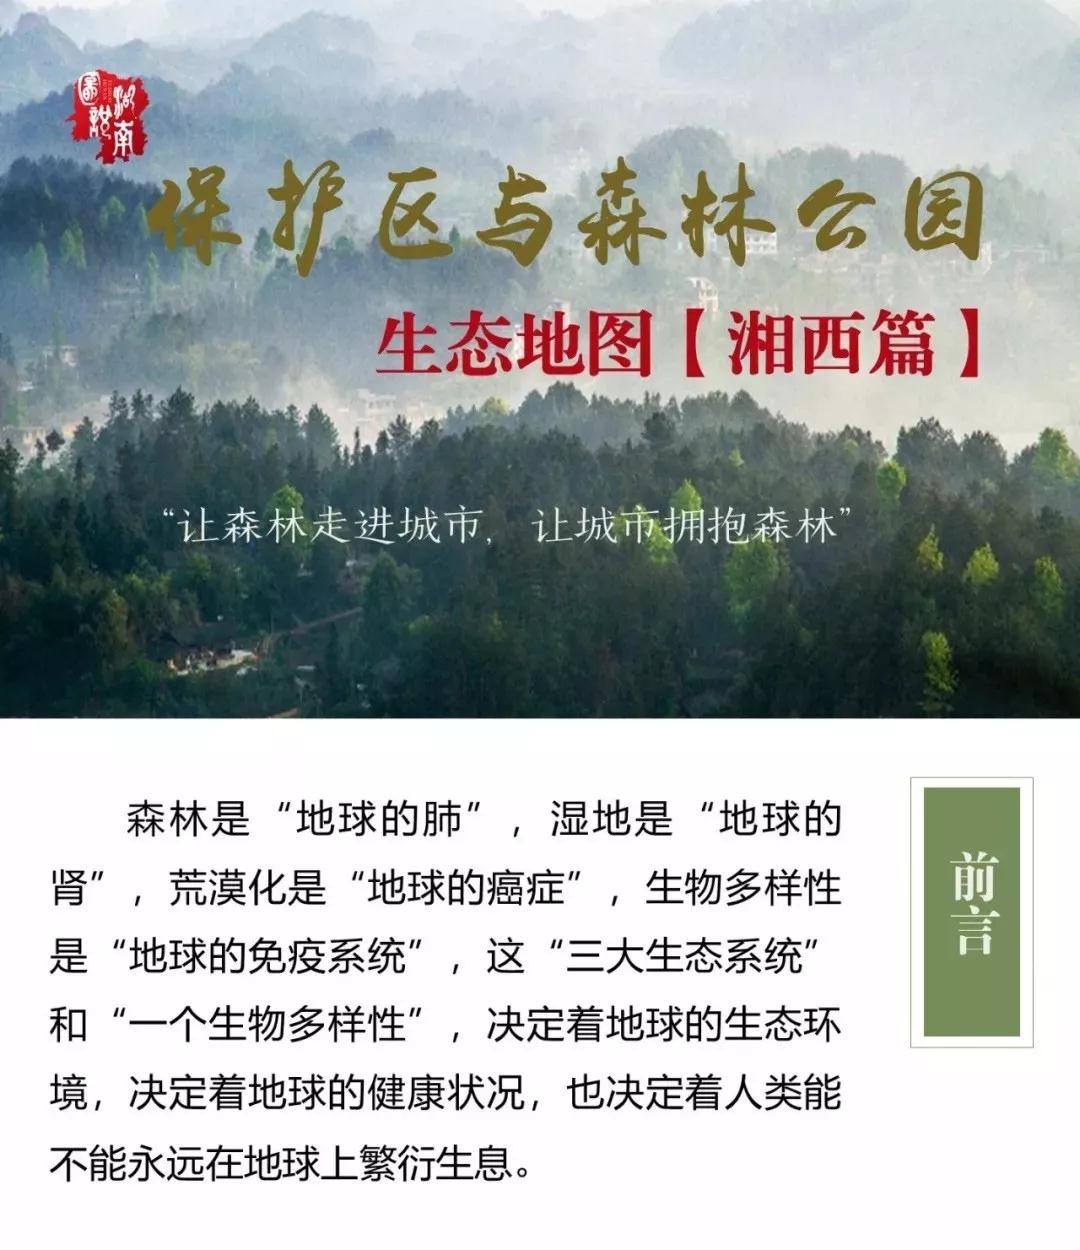 圖說
湖南
保护区与森林公园
生态地图【湘西篇】
“让森林走进城市，让城市拥抱森林”
前言
森林是“地球的肺”，湿地是“地球的
肾”，荒漠化是“地球的癌症”，生物多样性
是“地球的免疫系统”，这“三大生态系统”
和“一个生物多样性”，决定着地球的生态环
境，决定着地球的健康状况，也决定着人类能
不能永远在地球上繁衍生息。